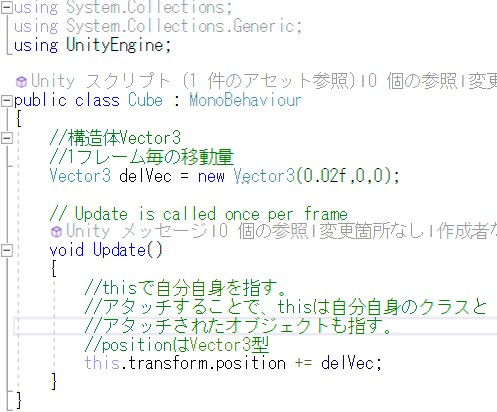 using System.Collections;
using System.Collections.Generic;
using UnityEngine;
Unity スクリプト (1 件のアセット参照)|0 個の参照|変更
public class Cube : MonoBehaviour
{
//構造体Vector3
//1フレーム毎の移動量
Vector3 delVec = new Vector3(0.02f,0,0);
// Update is called once per frame
Unity メッセージ|0 個の参照|変更箇所なし|作成者な
void Update()
{
//thisで自分自身を指す。
//アタッチすることで、thisは自分自身のクラスと
//アタッチされたオブジェクトも指す。
//positionはVector3型
this.transform.position += delVec;
}
}